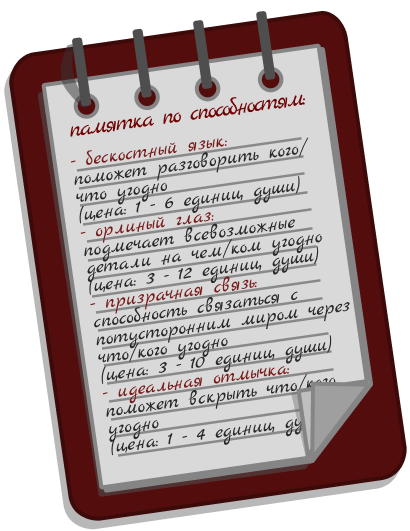 памятка по способностям:
- бескостный язык:
поможет разговорить кого/
что угодно
(цена: 1 - 6 единиц души)
- орлиный глаз:
подмечает всевозможные
детали на чем/ком угодно
(цена: 3 - 12 единиц души)
- призрачная связь:
способность связаться с
потусторонним миром через
что/кого угодно
(цена: 3 - 10 единиц души)
- идеальная отмычка:
поможет вскрыть что/кого
угодно
(цена: 1 - 4 единиц